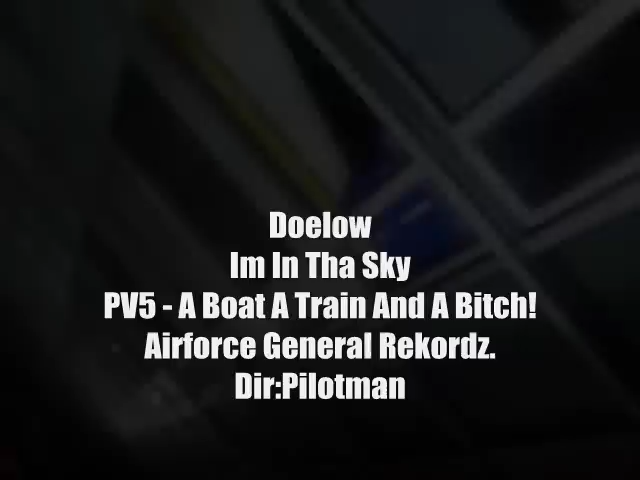 Doelow
Im In Tha Sky
PV5 - A Boat A Train And A Bitch!
Airforce General Rekordz.
Dir:Pilotman